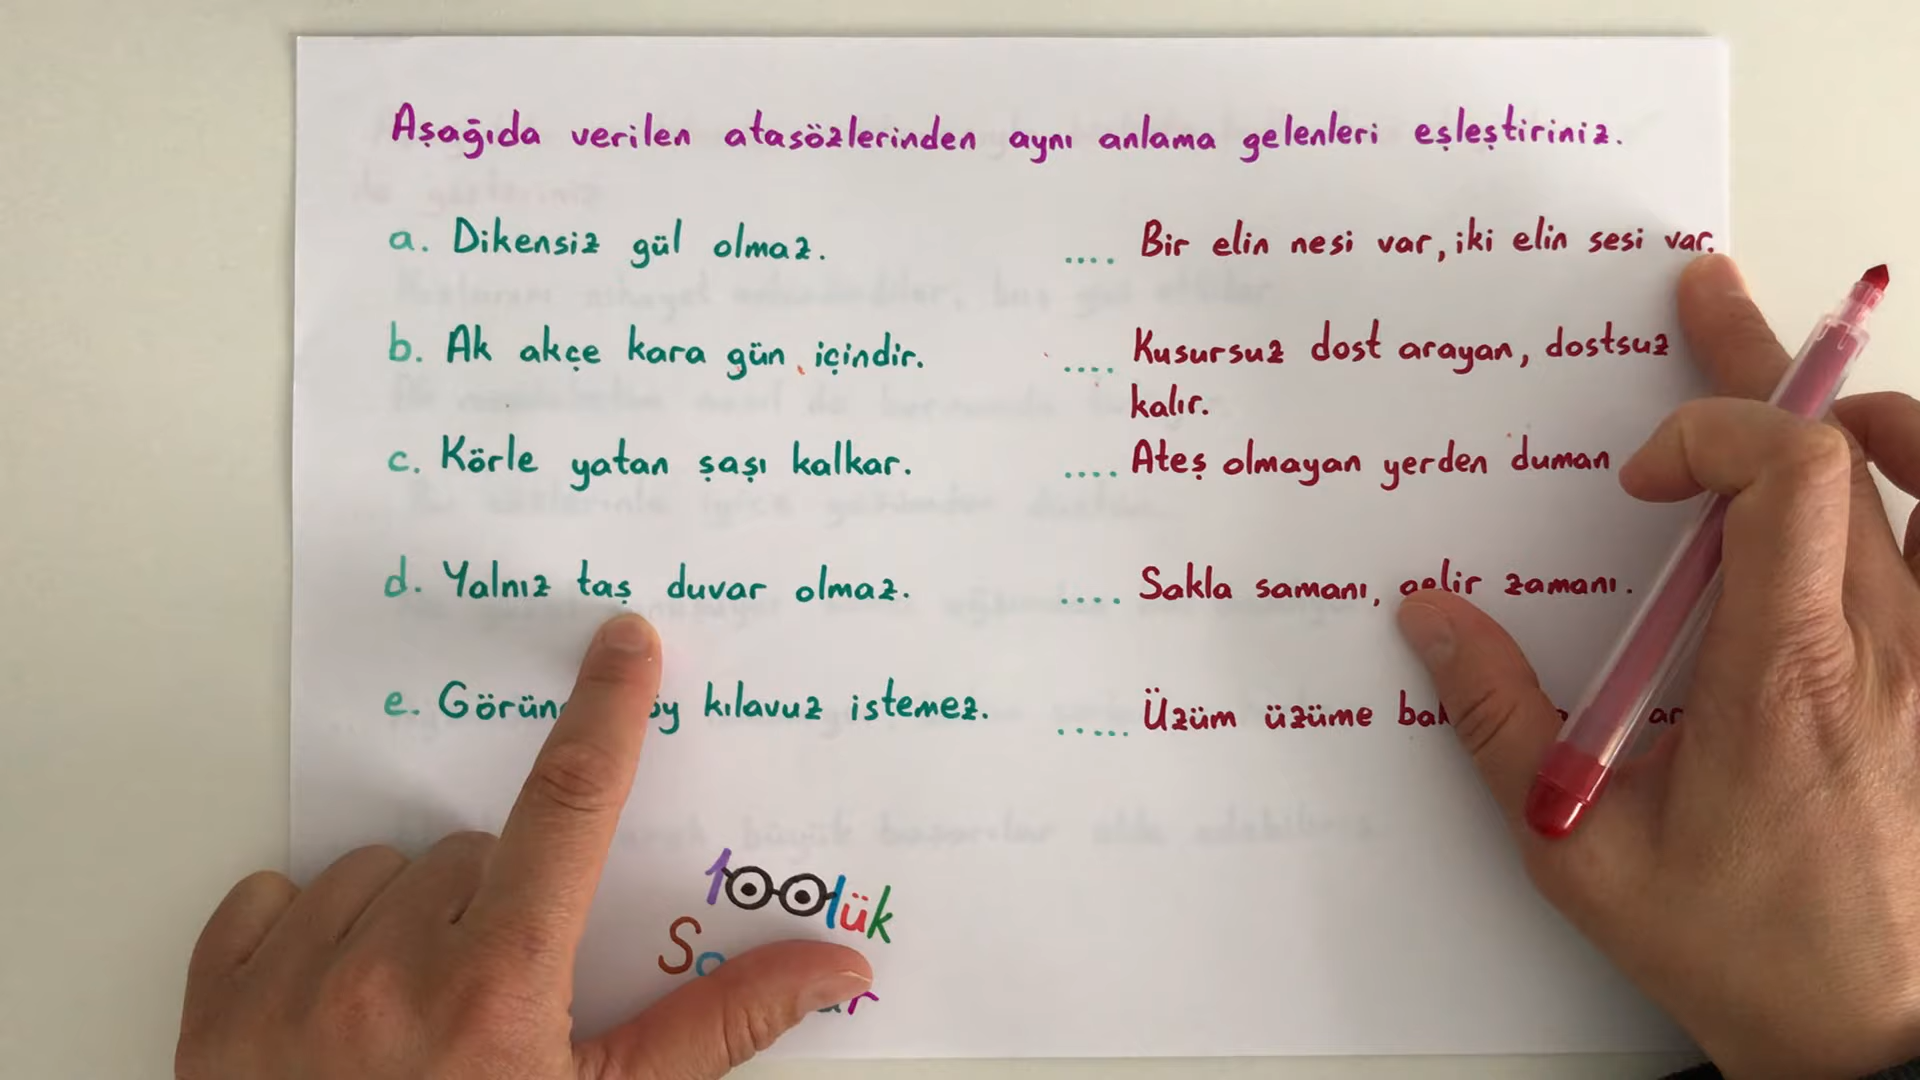 Aşağıda verilen atasözlerinden aynı anlama gelenleri eşleştiriniz.
a. Dikensiz gül olmaz.
.... Bir elin nesi var, iki elin sesi var.
b. Ak akçe kara gün içindir.
.... Kusursuz dost arayan, dostsuz
kalır.
c. Körle yatan şaşı kalkar.
.... Ateş olmayan yerden duman
d. Yalnız taş duvar olmaz.
.... Sakla samanı, gelir zamanı.
e. kılavuz istemez.
..... Üzüm üzüme
100lük